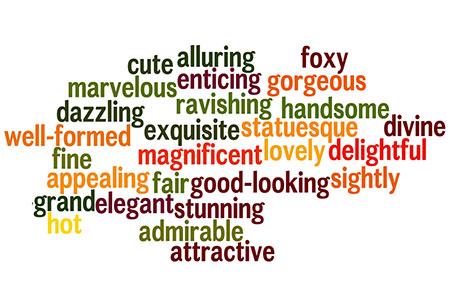 alluring foxy
cute enticing gorgeous
marvelous ravishing handsome
dazzling exquisite statuesque divine
well-formed magnificent lovely delightful
fine
appealing fair good-looking sightly
grand elegant stunning
hot admirable
attractive